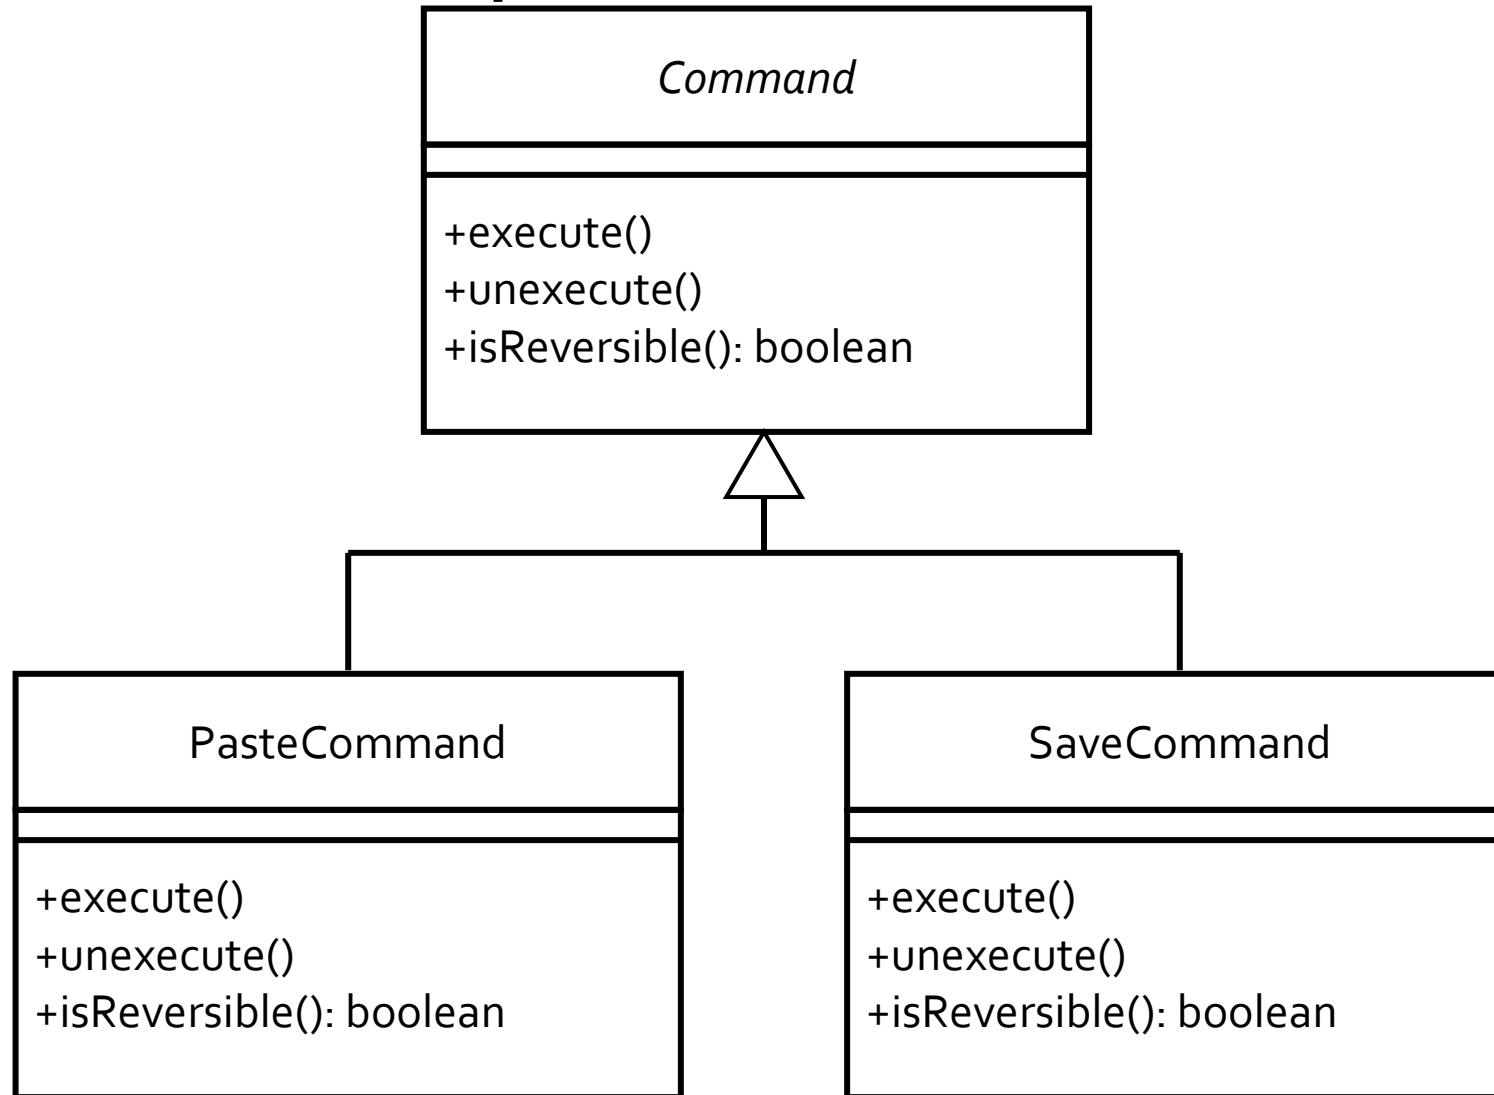 Command
+execute()
+unexecute()
+isReversible(): boolean
PasteCommand
+execute()
+unexecute()
+isReversible(): boolean
SaveCommand
+execute()
+unexecute()
+isReversible(): boolean